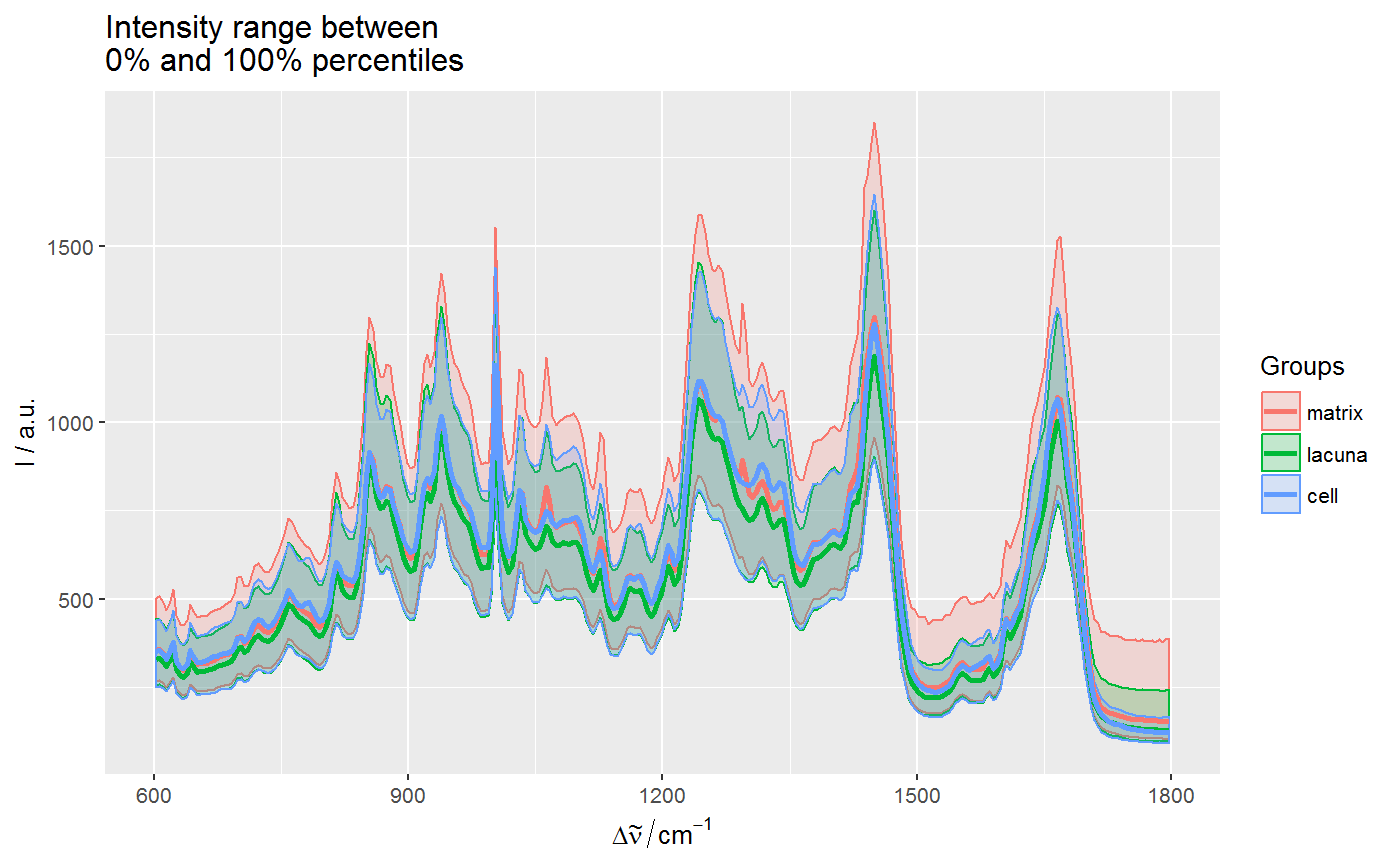 Intensity range between
0% and 100% percentiles
I / a.u.
1500
1000
500
600
900
1200
1500
1800
Δν̃/cm⁻¹
Groups
matrix
lacuna
cell